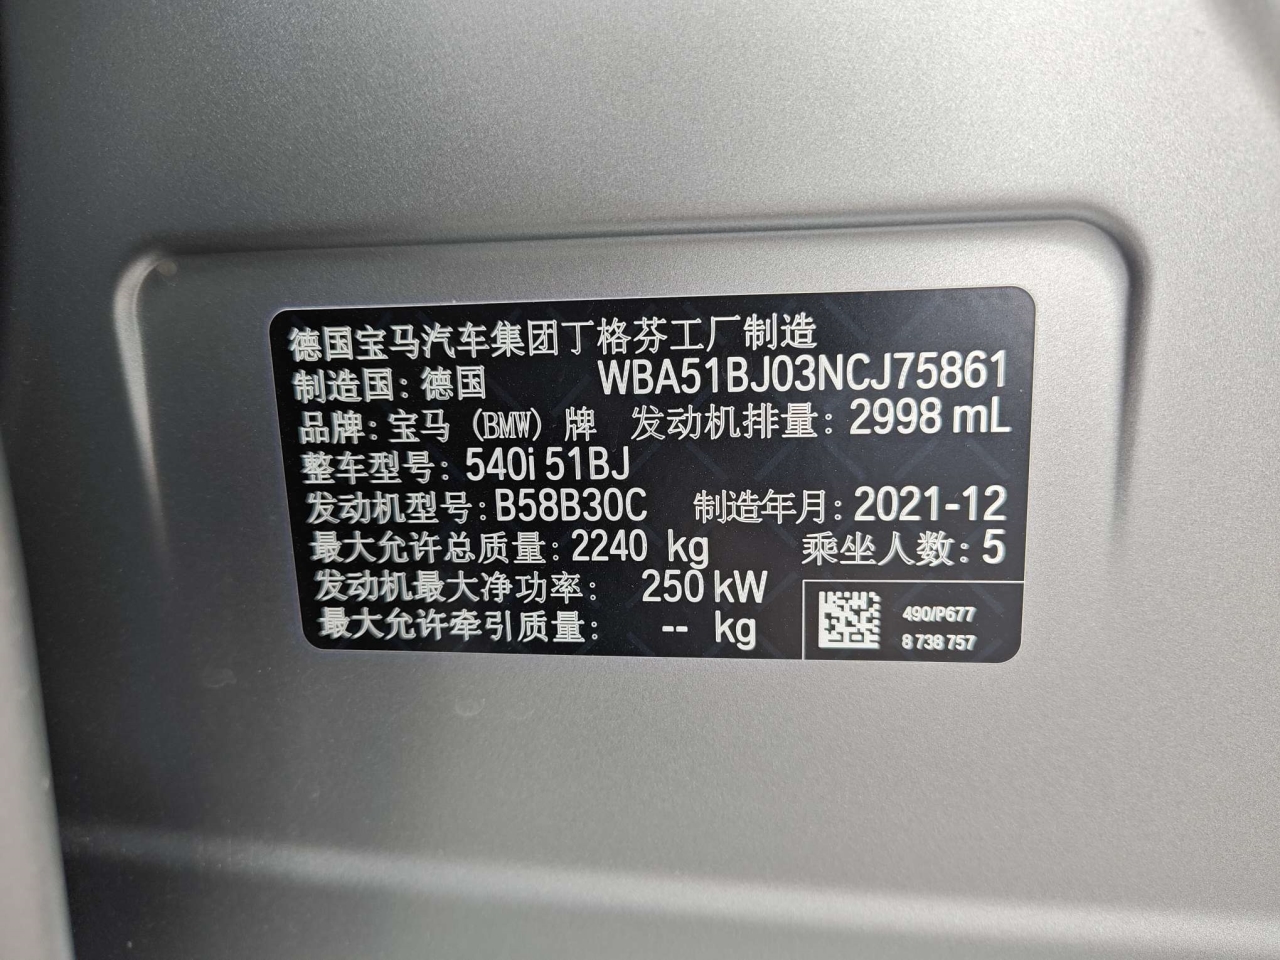 德国宝马汽车集团丁格芬工厂制造
制造国：德国 WBA51BJ03NCJ75861
品牌：宝马 (BMW) 牌 发动机排量：2998 mL
整车型号：540i 51BJ
发动机型号：B58B30C 制造年月：2021-12
最大允许总质量：2240 kg 乘坐人数：5
发动机最大净功率： 250 kW
最大允许牵引质量： -- kg
490/P677
8 738 757